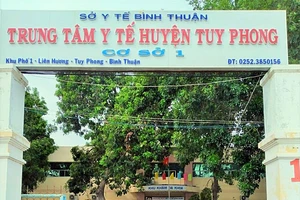 SỞ Y TẾ BÌNH THUẬN
TRUNG TÂM Y TẾ HUYỆN TUY PHONG
CƠ SỞ 1
Khu Phố 1 - Liên Hương - Tuy Phong - Bình Thuận ĐT: 0252.3850156